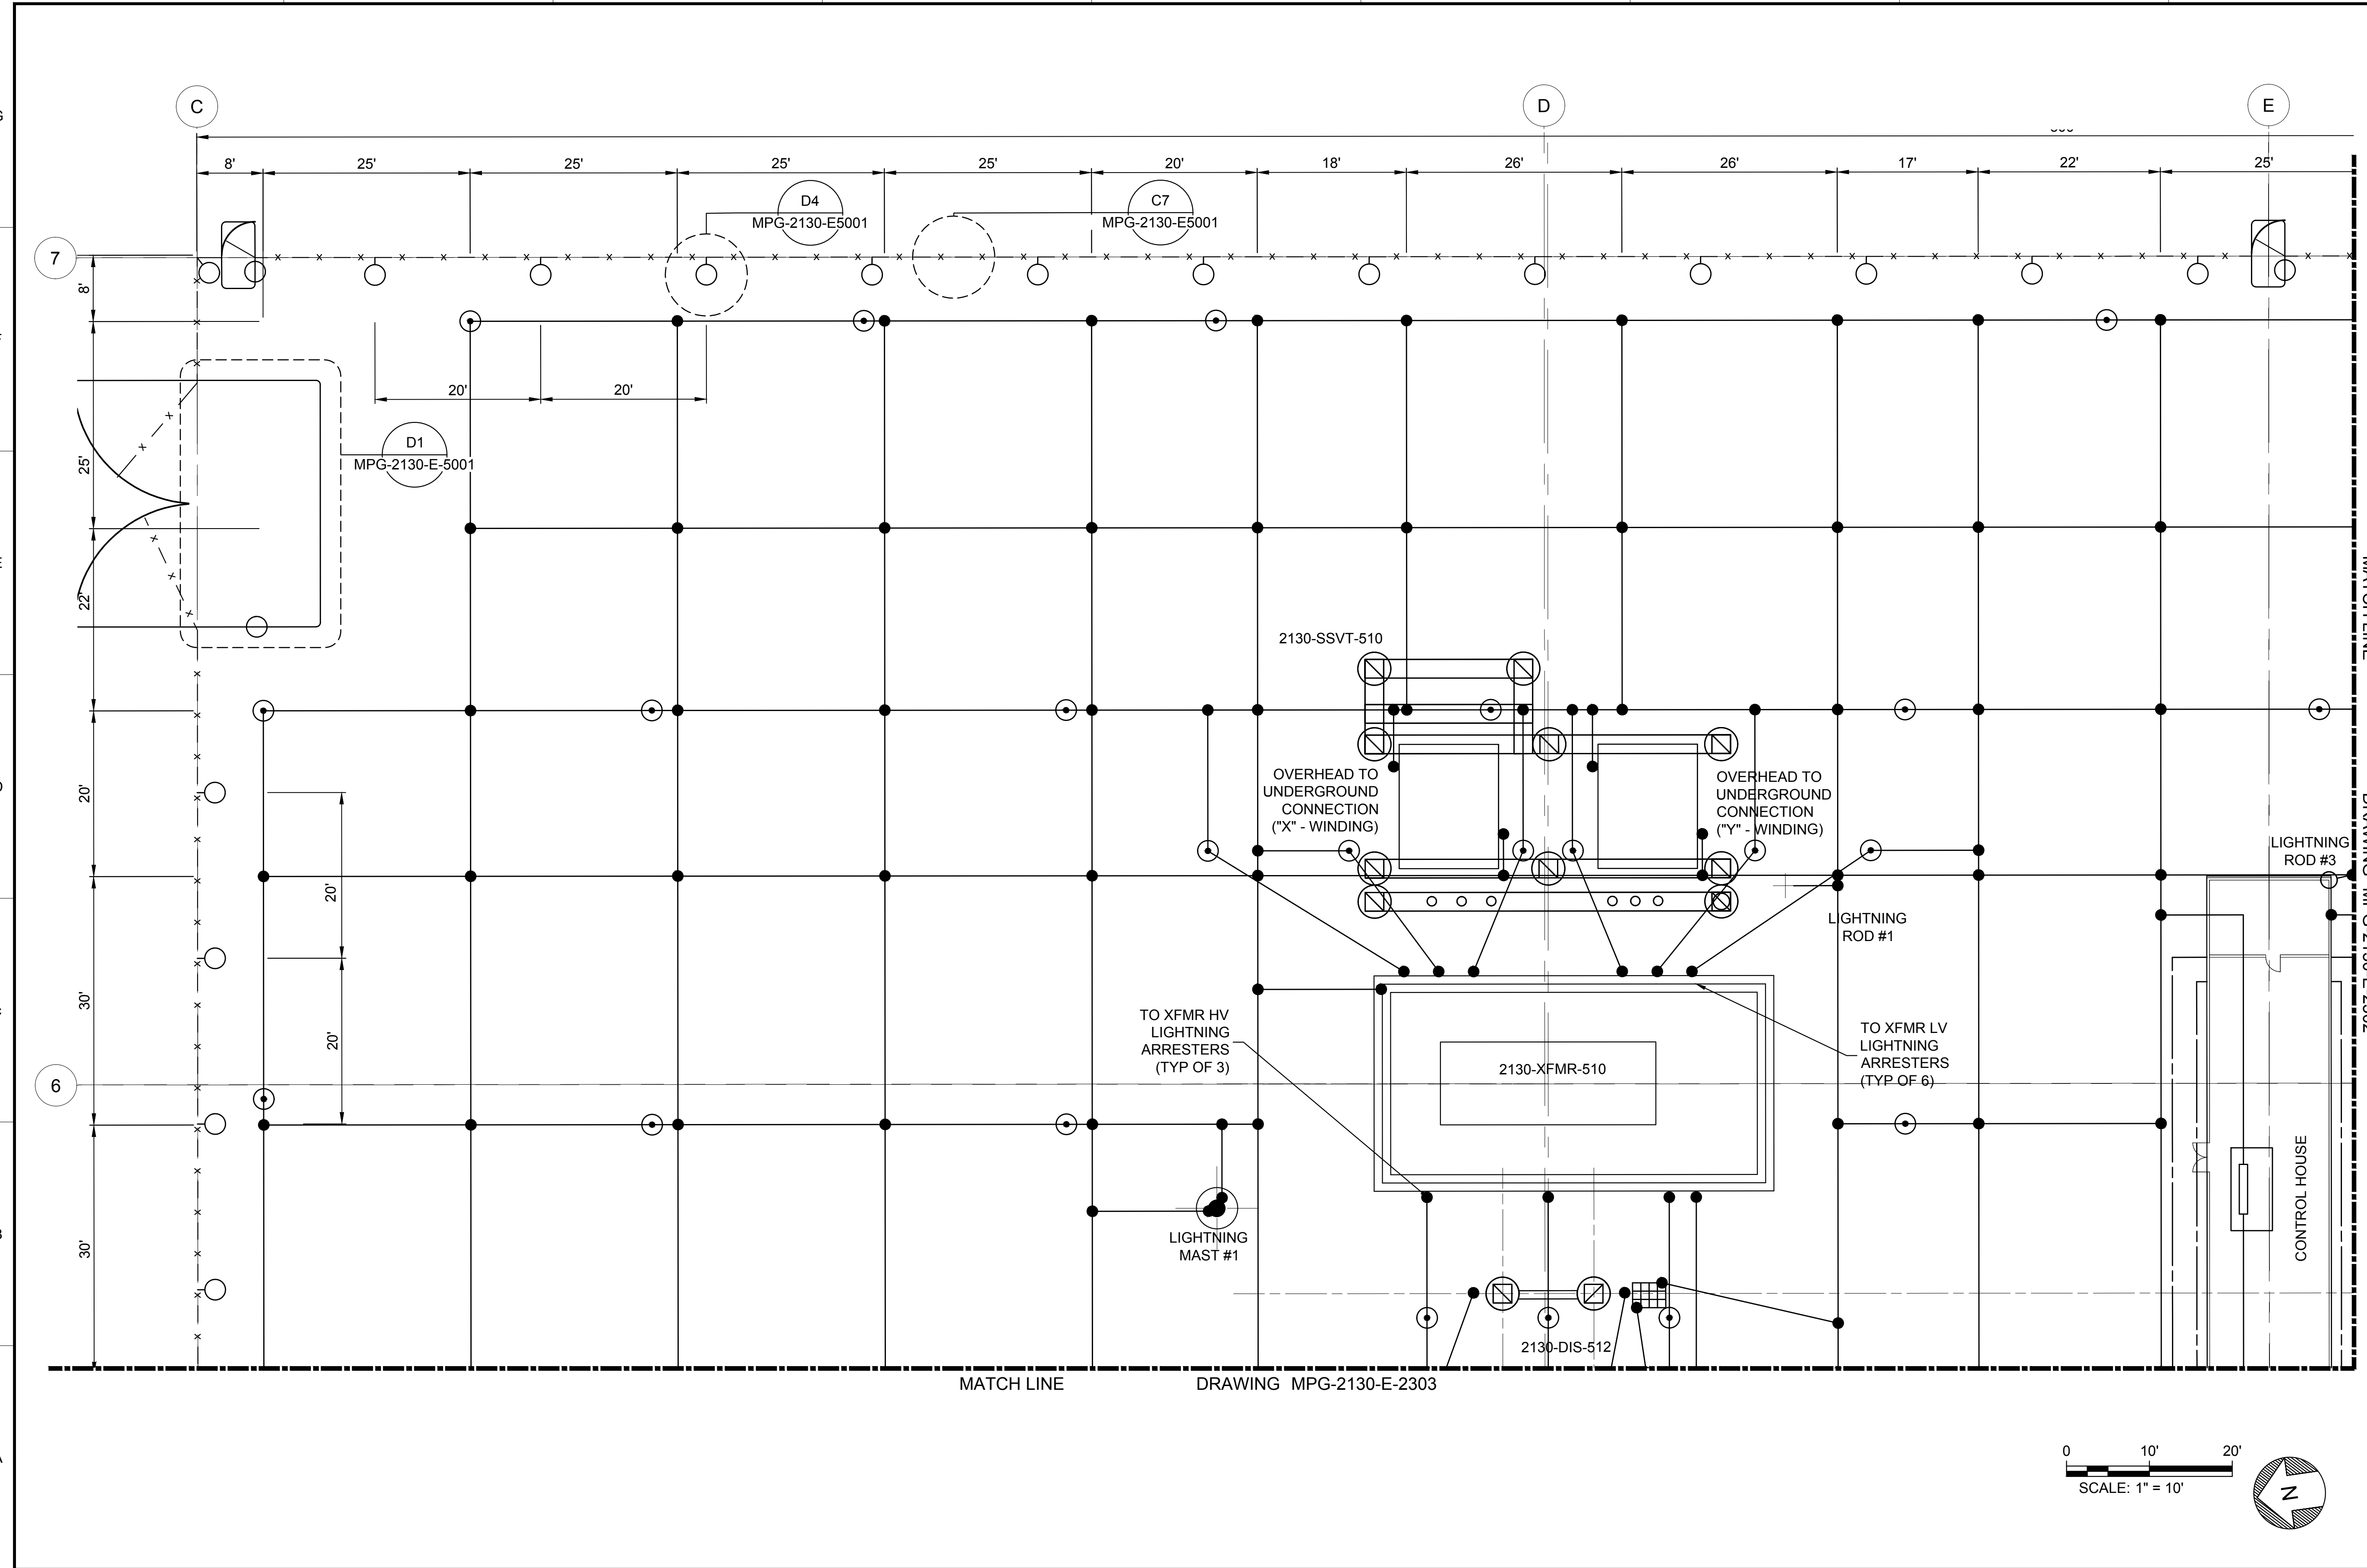 C
D
E
8'
25'
25'
25'
25'
20'
18'
26'
26'
17'
22'
25'
D4
MPG-2130-E5001
C7
MPG-2130-E5001
7
8'
20'
20'
D1
MPG-2130-E-5001
25'
22'
2130-SSVT-510
20'
OVERHEAD TO
UNDERGROUND
CONNECTION
("X" - WINDING)
OVERHEAD TO
UNDERGROUND
CONNECTION
("Y" - WINDING)
LIGHTNING
ROD #3
20'
LIGHTNING
ROD #1
30'
20'
TO XFMR HV
LIGHTNING
ARRESTERS
(TYP OF 3)
TO XFMR LV
LIGHTNING
ARRESTERS
(TYP OF 6)
2130-XFMR-510
6
CONTROL HOUSE
30'
LIGHTNING
MAST #1
2130-DIS-512
MATCH LINE DRAWING MPG-2130-E-2303
0 10' 20'
SCALE: 1" = 10'
N